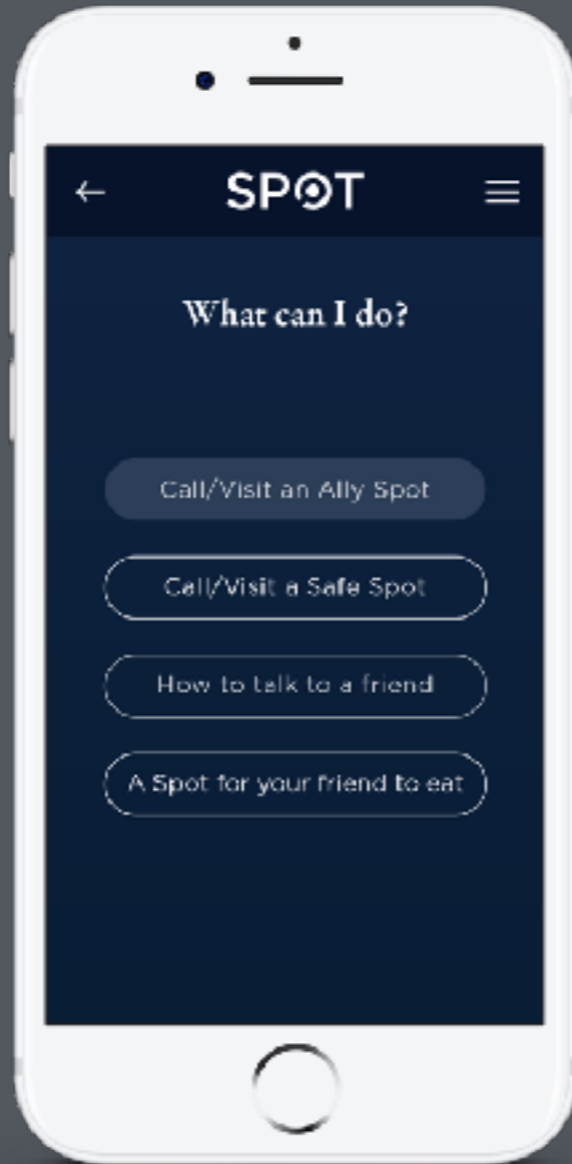 SPOT
What can I do?
Call/Visit an Ally Spot
Call/Visit a Safe Spot
How to talk to a friend
A Spot for your friend to eat